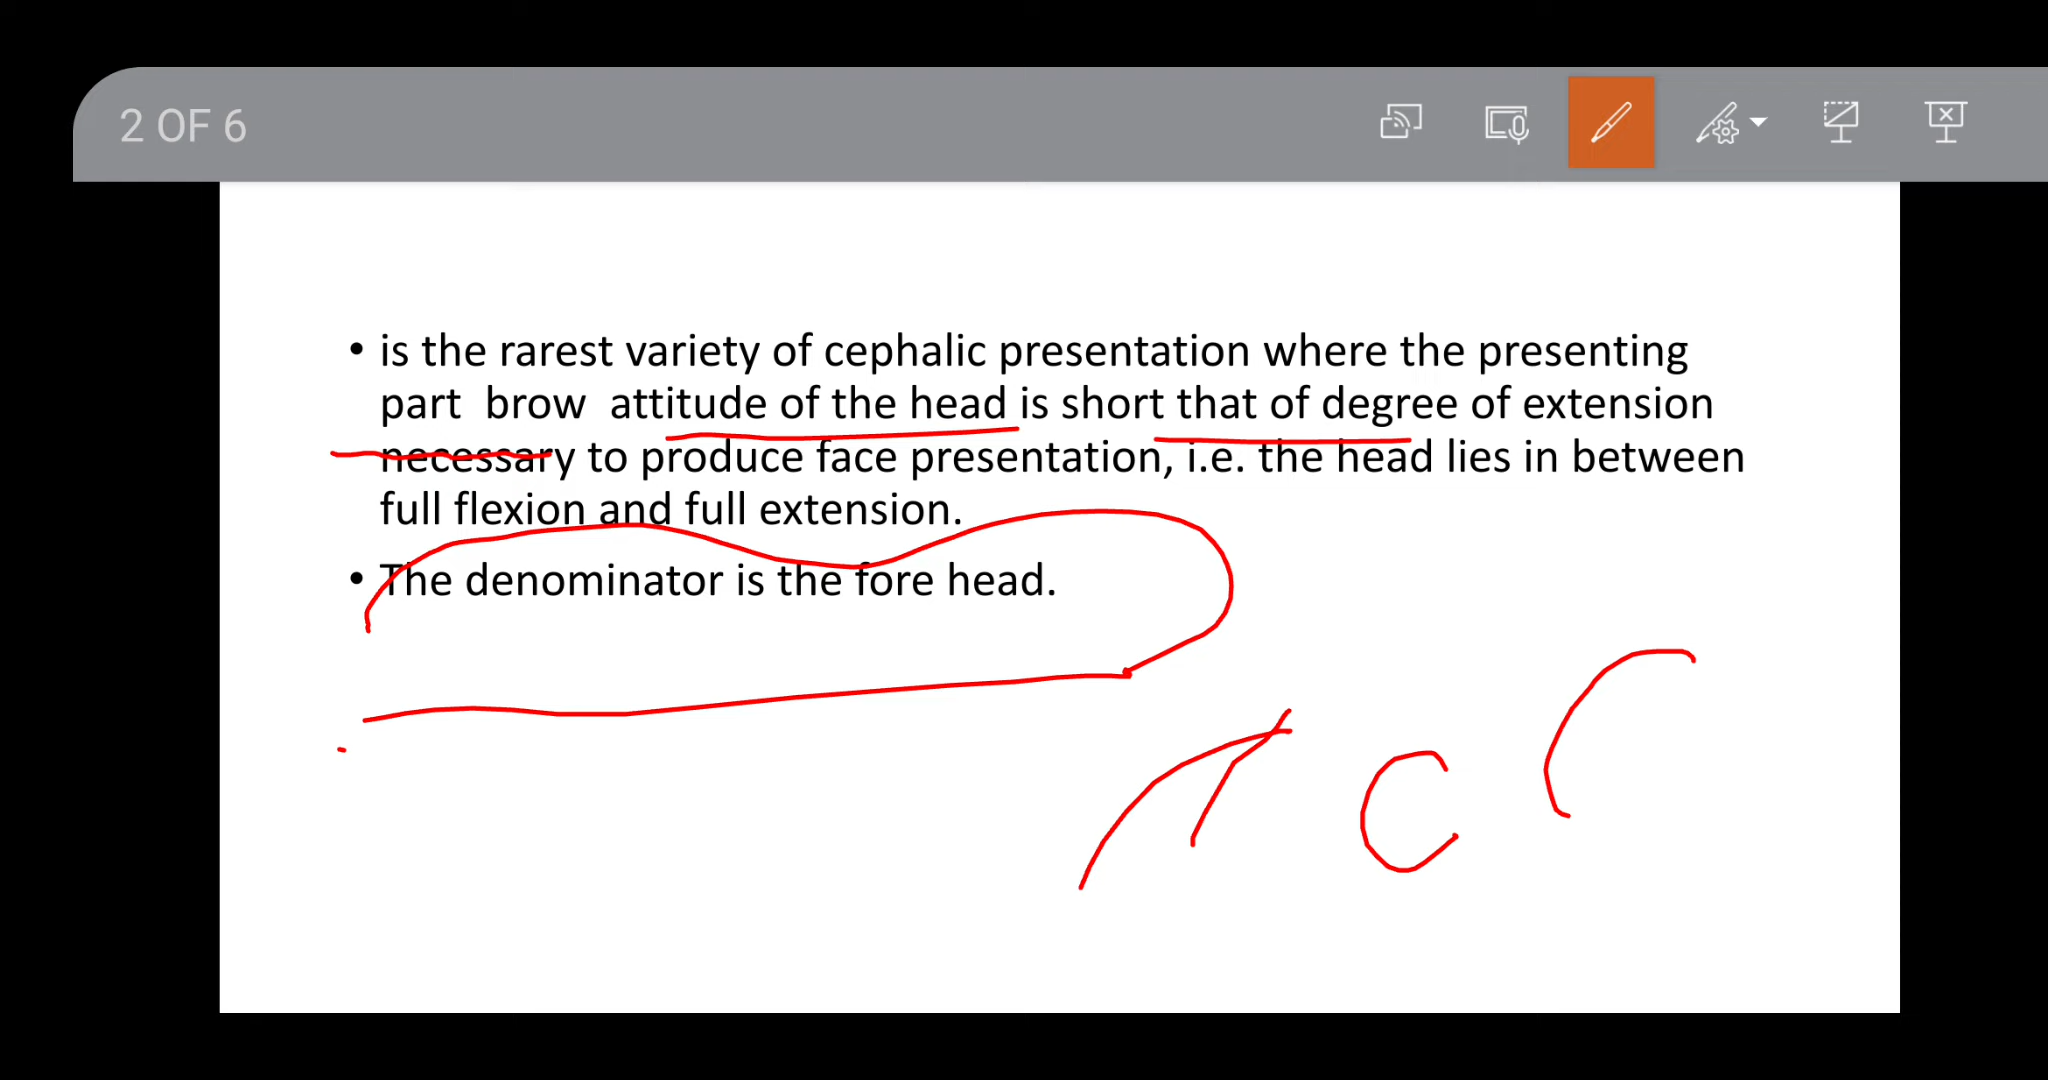 2 OF 6
• is the rarest variety of cephalic presentation where the presenting
part brow attitude of the head is short that of degree of extension
necessary to produce face presentation, i.e. the head lies in between
full flexion and full extension.
• The denominator is the fore head.